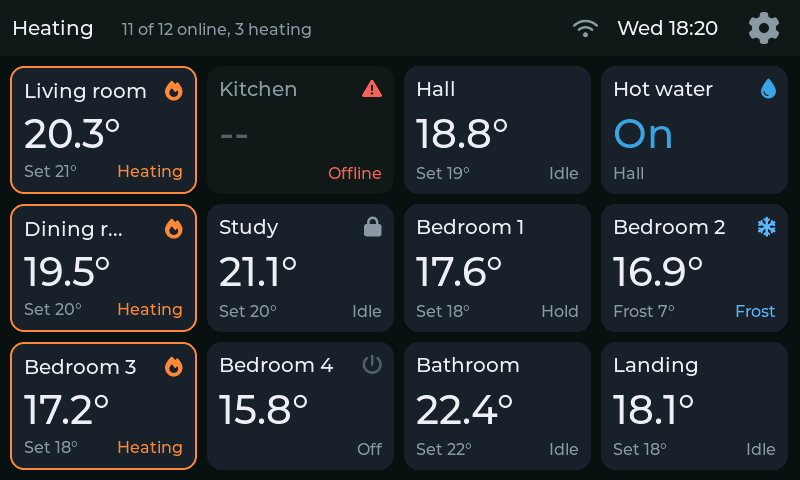 Heating
11 of 12 online, 3 heating
Wed 18:20
Living room
20.3°
Set 21°
Heating
Kitchen
--
Offline
Hall
18.8°
Set 19°
Idle
Hot water
On
Hall
Dining r...
19.5°
Set 20°
Heating
Study
21.1°
Set 20°
Idle
Bedroom 1
17.6°
Set 18°
Hold
Bedroom 2
16.9°
Frost 7°
Frost
Bedroom 3
17.2°
Set 18°
Heating
Bedroom 4
15.8°
Off
Bathroom
22.4°
Set 22°
Idle
Landing
18.1°
Set 18°
Idle